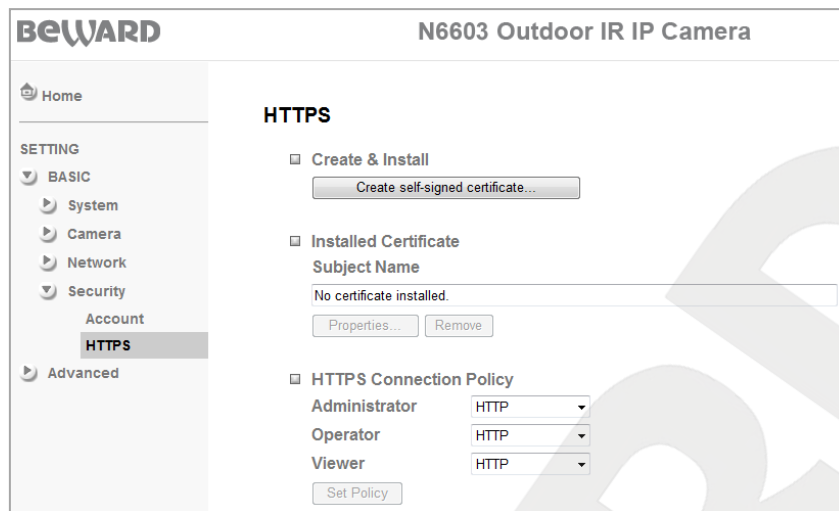 BEWARD
N6603 Outdoor IR IP Camera
Home
SETTING
BASIC
System
Camera
Network
Security
Account
HTTPS
Advanced
HTTPS
Create & Install
Create self-signed certificate...
Installed Certificate
Subject Name
No certificate installed.
Properties...
Remove
HTTPS Connection Policy
Administrator HTTP
Operator HTTP
Viewer HTTP
Set Policy